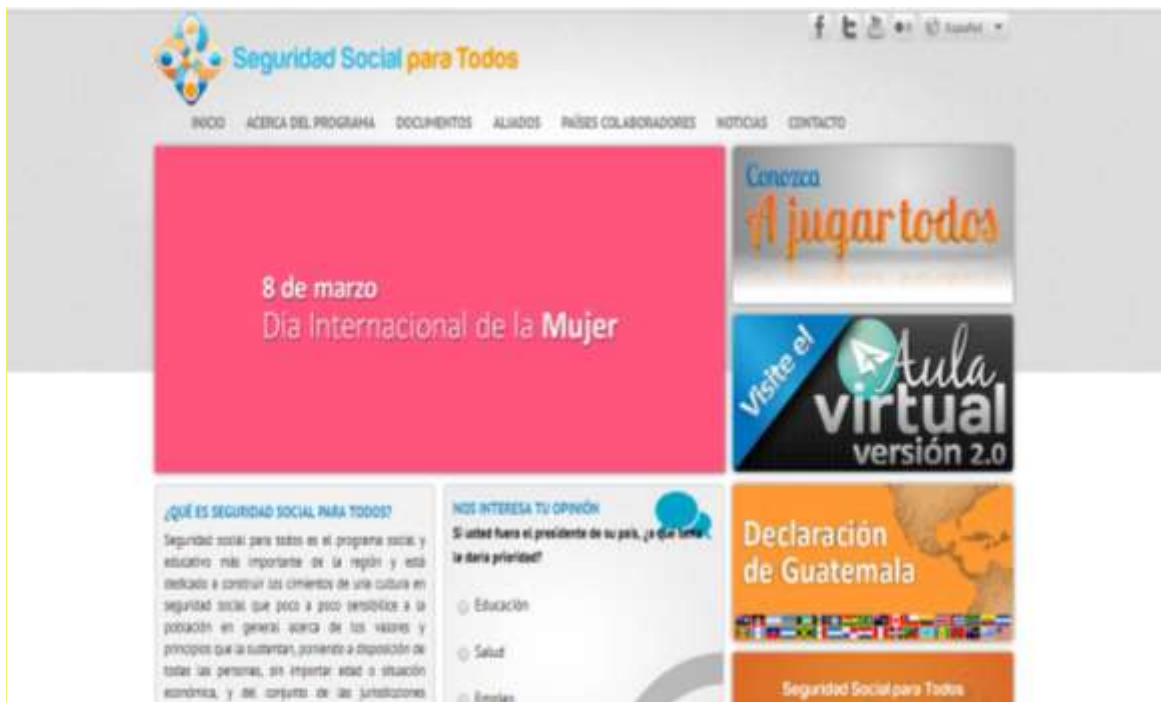 Seguridad Social para Todos
Español
INICIO ACERCA DEL PROGRAMA DOCUMENTOS ALIADOS PAÍSES COLABORADORES NOTICIAS CONTACTO
8 de marzo
Dia Internacional de la Mujer
Conozca
A jugar todos
Visite el
Aula
virtual
versión 2.0
¿QUÉ ES SEGURIDAD SOCIAL PARA TODOS?
Seguridad social para todos es el programa social y
educativo más importante de la región y está
dedicado a construir los cimientos de una cultura en
seguridad social que poco a poco sensibilice a la
población en general acerca de los valores y
principios que la sustentan, poniendo a disposición de
todas las personas, sin importar edad o situación
económica, y del conjunto de las jurisdicciones
NOS INTERESA TU OPINIÓN
Si usted fuera el presidente de su país, ¿a que tema
le daria prioridad?
Educación
Salud
Empleo
Declaración
de Guatemala
Seguridad Social para Todos